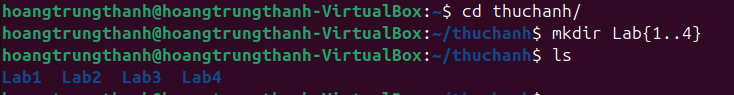 hoangtrungthanh@hoangtrungthanh-VirtualBox:~$ cd thuchanh/
hoangtrungthanh@hoangtrungthanh-VirtualBox:~/thuchanh$ mkdir Lab{1..4}
hoangtrungthanh@hoangtrungthanh-VirtualBox:~/thuchanh$ ls
Lab1  Lab2  Lab3  Lab4